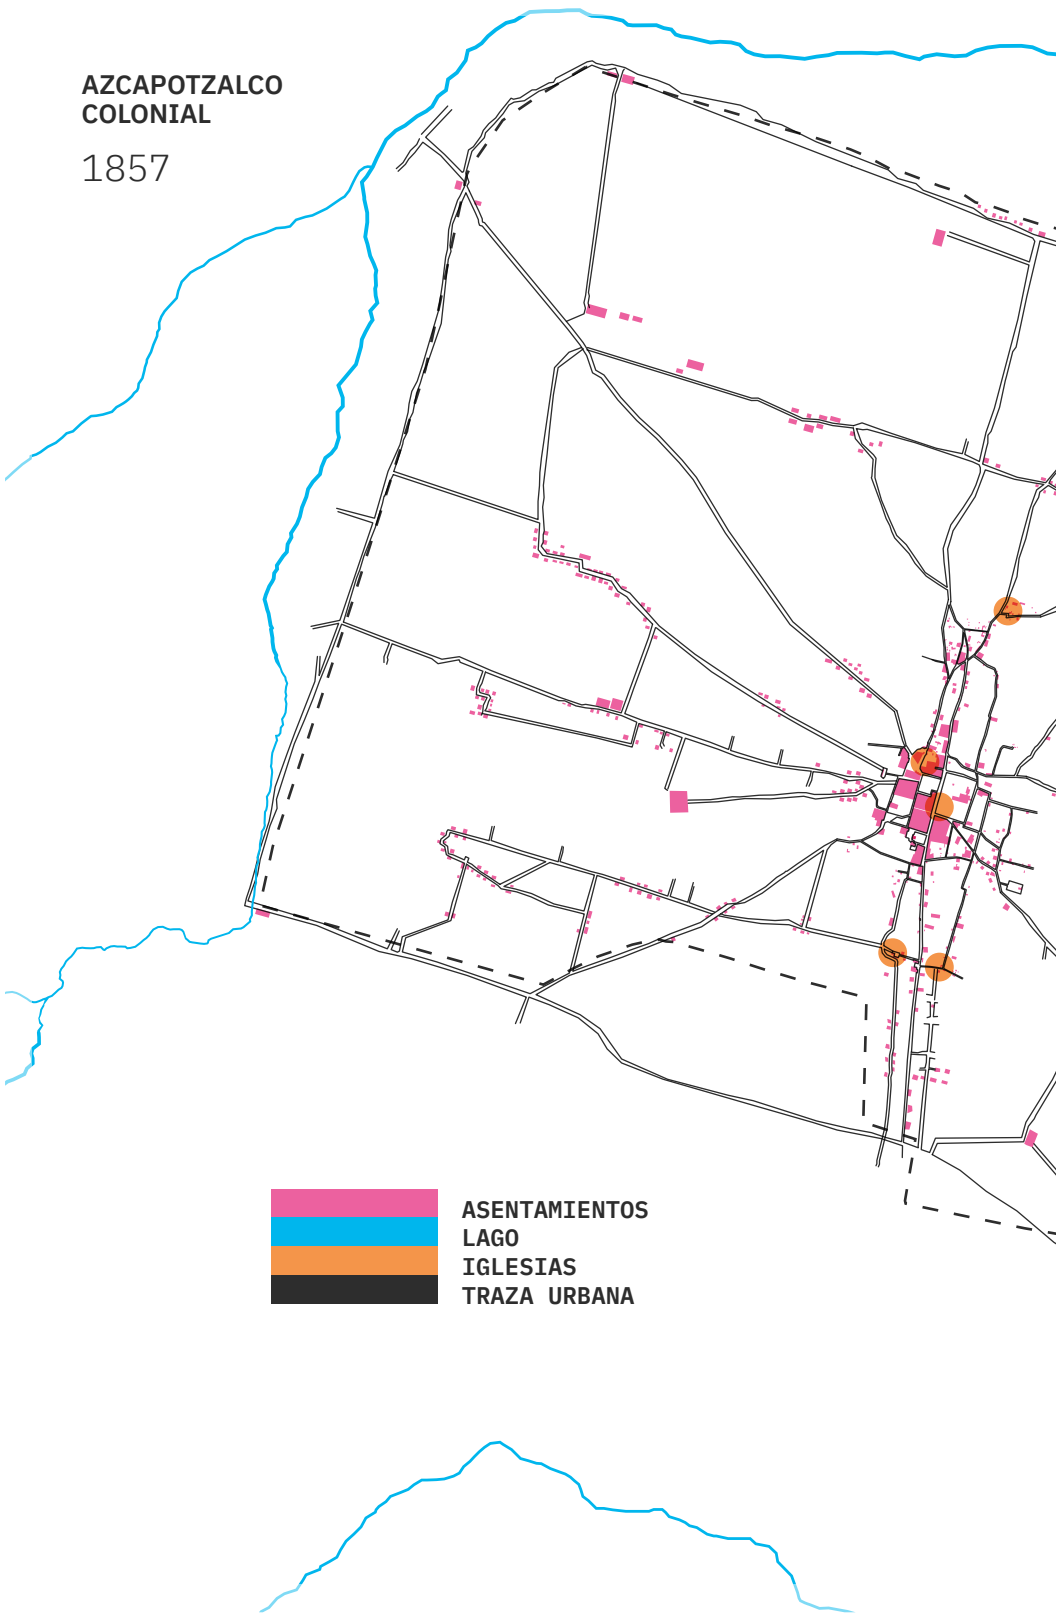 AZCAPOTZALCO
COLONIAL
1857
ASENTAMIENTOS
LAGO
IGLESIAS
TRAZA URBANA